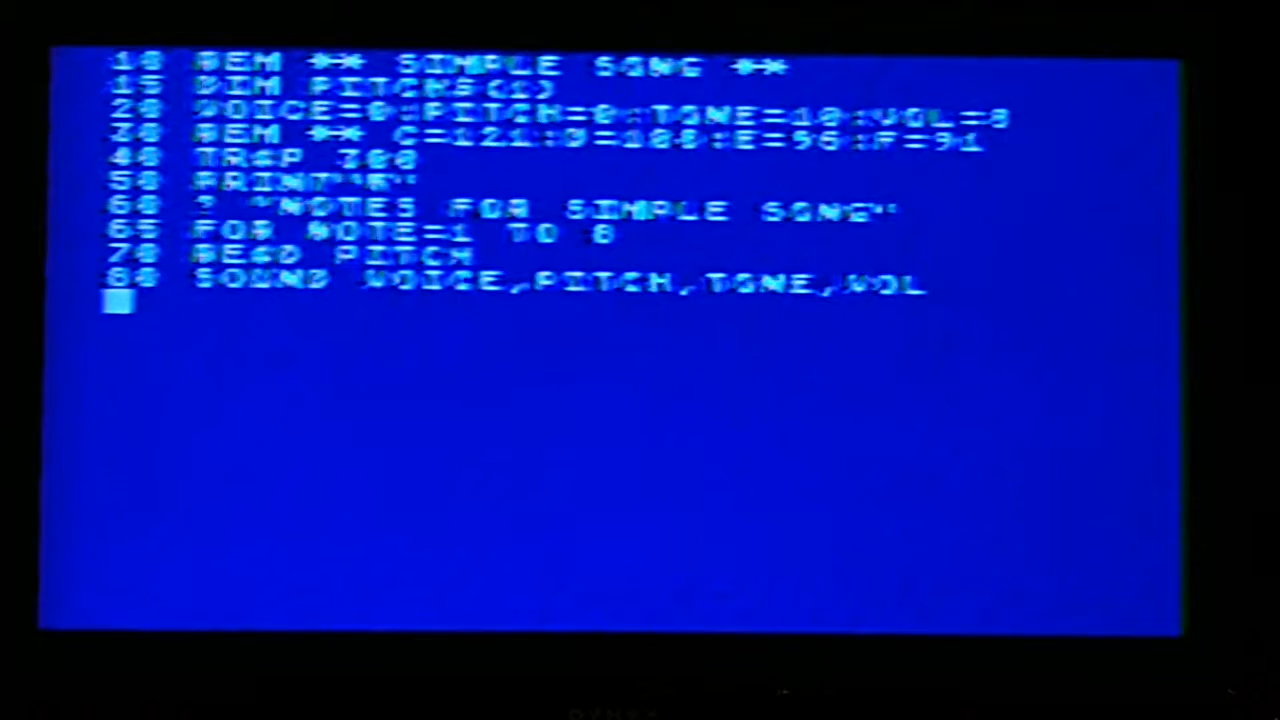 10 REM ** SIMPLE SONG **
15 DIM PITCH$(1)
20 VOICE=0:PITCH=0:TONE=10:VOL=8
30 REM ** C=121:D=108:E=96:F=91
40 TRAP 300
50 PRINT"
60 ? "NOTES FOR SIMPLE SONG"
65 FOR NOTE=1 TO 8
70 READ PITCH
80 SOUND VOICE,PITCH,TONE,VOL